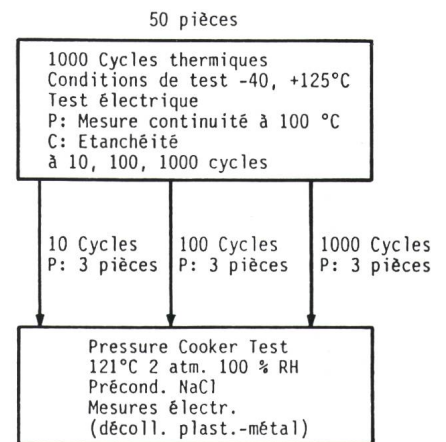 50 pièces
1000 Cycles thermiques
Conditions de test -40, +125°C
Test électrique
P: Mesure continuité à 100 °C
C: Etanchéité
à 10, 100, 1000 cycles
10 Cycles
P: 3 pièces
100 Cycles
P: 3 pièces
1000 Cycles
P: 3 pièces
Pressure Cooker Test
121°C 2 atm. 100 % RH
Précond. NaCl
Mesures électr.
(décoll. plast.-métal)